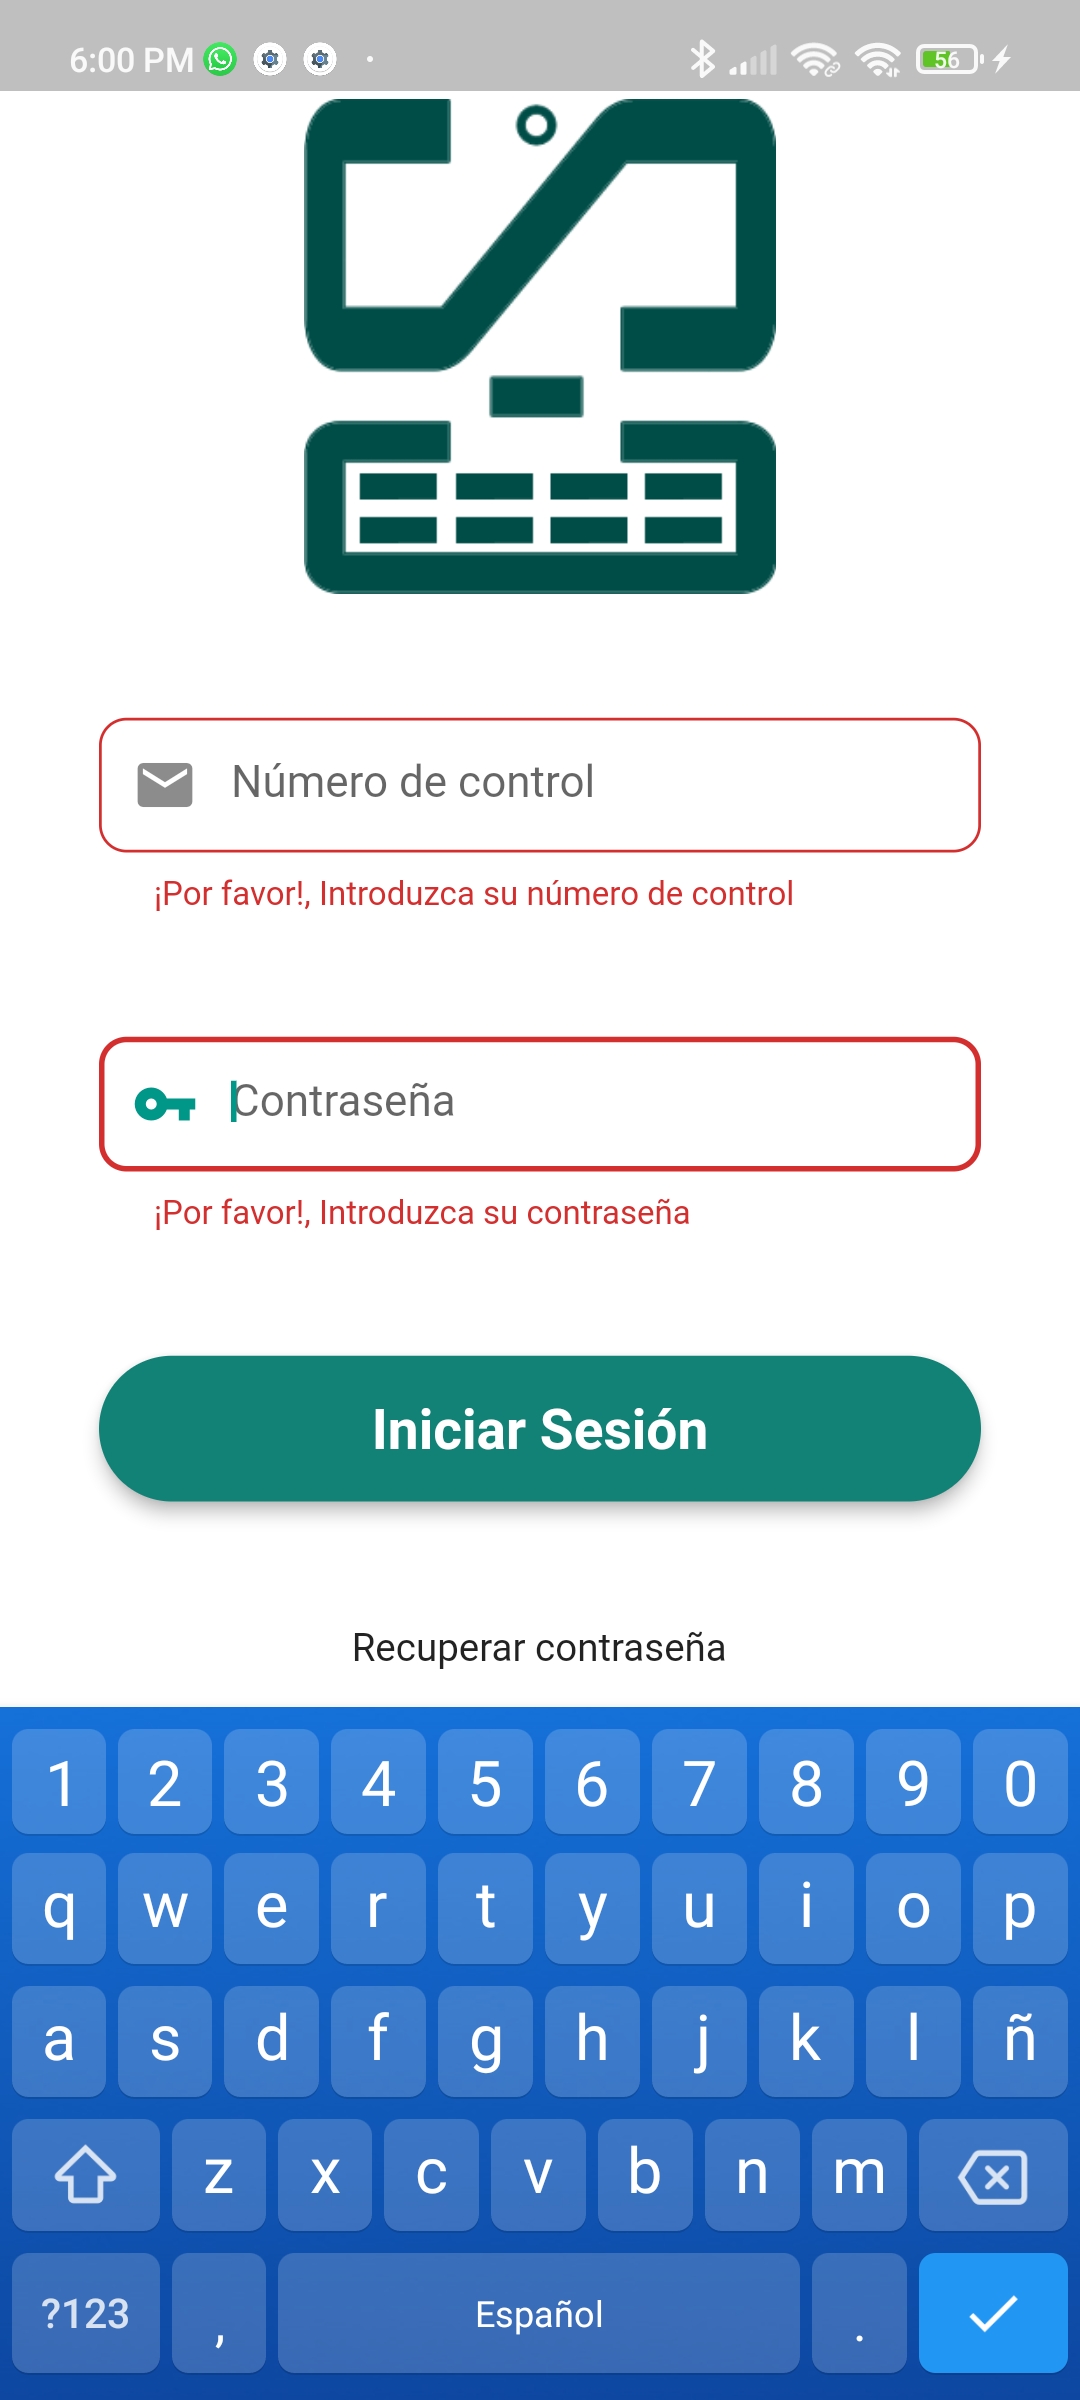 6:00 PM
56
Número de control
¡Por favor!, Introduzca su número de control
Contraseña
¡Por favor!, Introduzca su contraseña
Iniciar Sesión
Recuperar contraseña
1 2 3 4 5 6 7 8 9 0
q w e r t y u i o p
a s d f g h j k l ñ
z x c v b n m
?123 , Español .